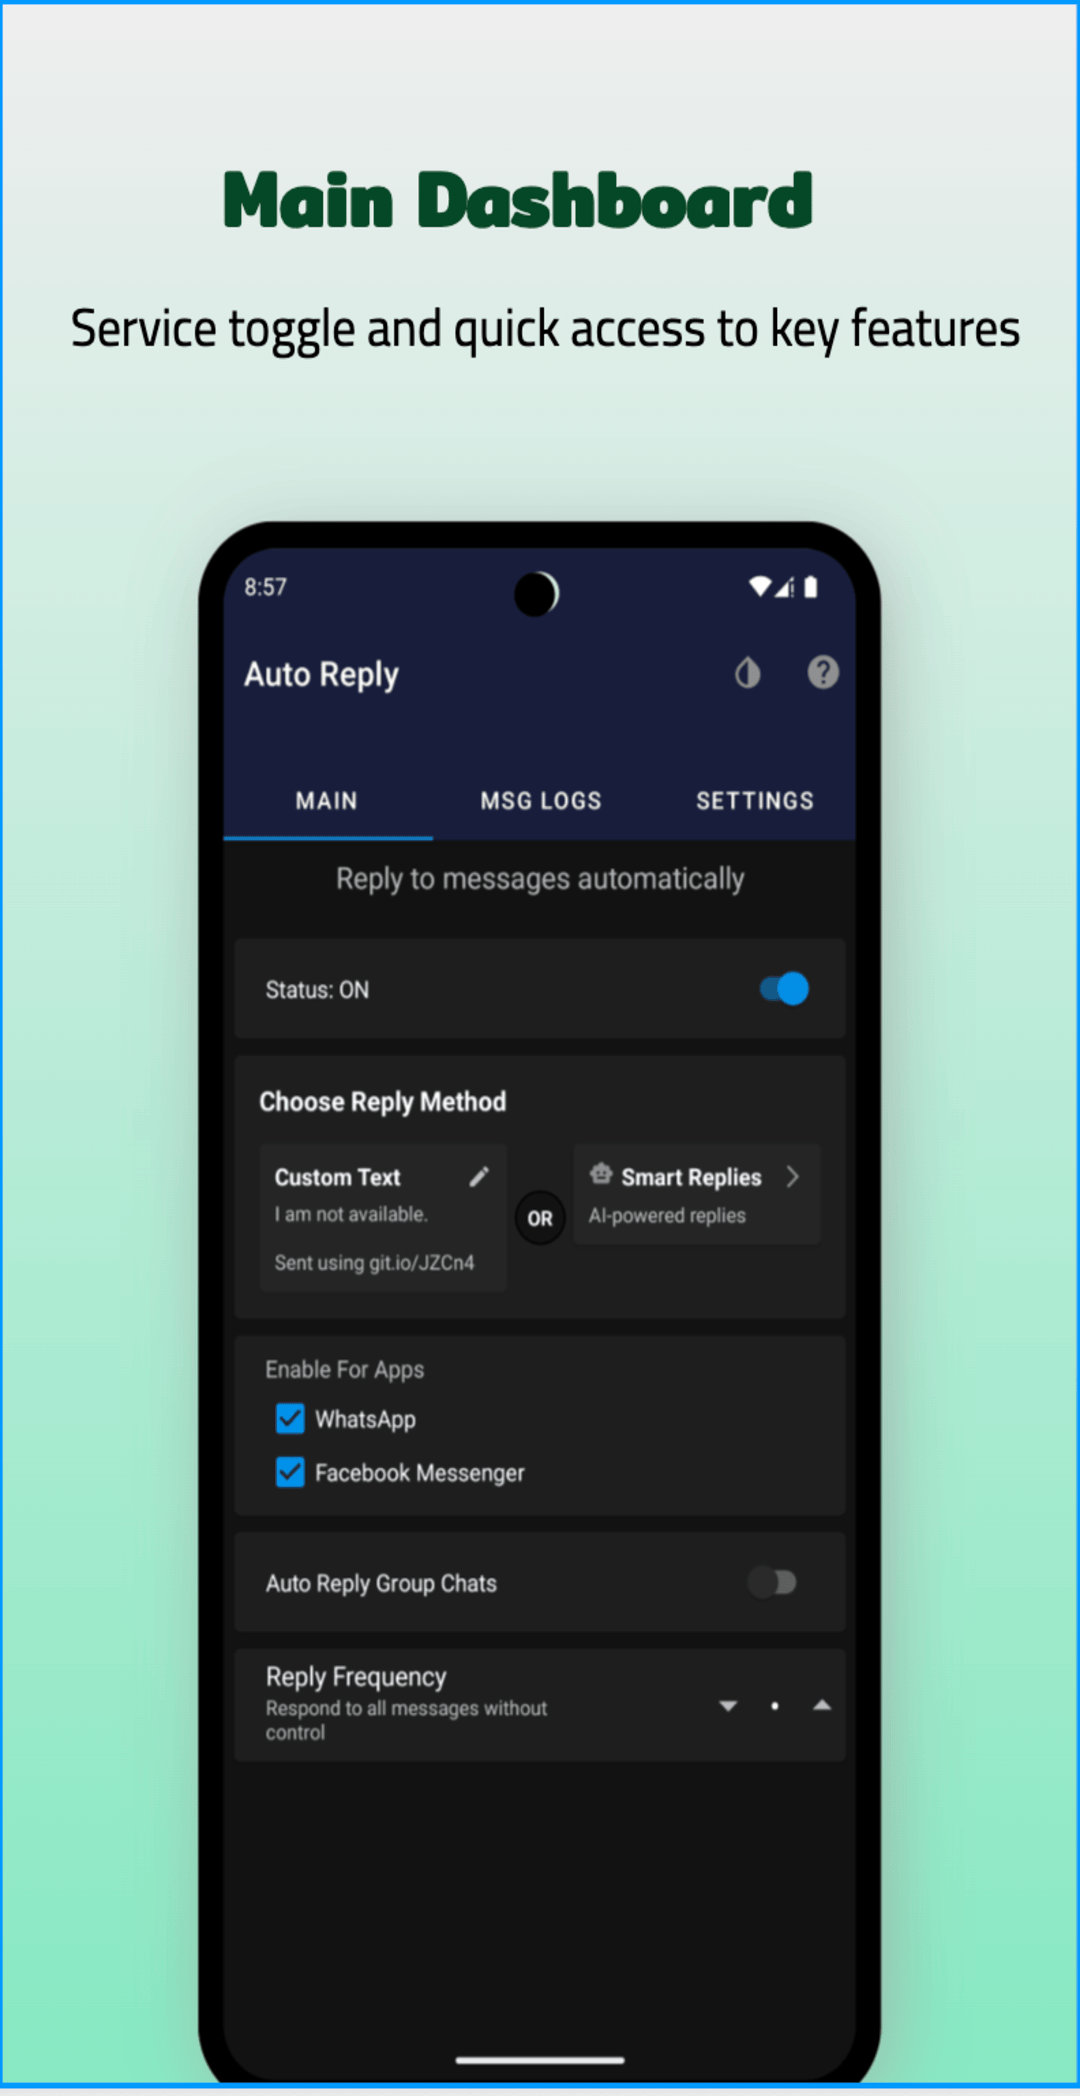 Main Dashboard
Service toggle and quick access to key features
8:57
Auto Reply
MAIN MSG LOGS SETTINGS
Reply to messages automatically
Status: ON
Choose Reply Method
Custom Text
I am not available.
Sent using git.io/JZCn4
OR
Smart Replies
AI-powered replies
Enable For Apps
WhatsApp
Facebook Messenger
Auto Reply Group Chats
Reply Frequency
Respond to all messages without
control